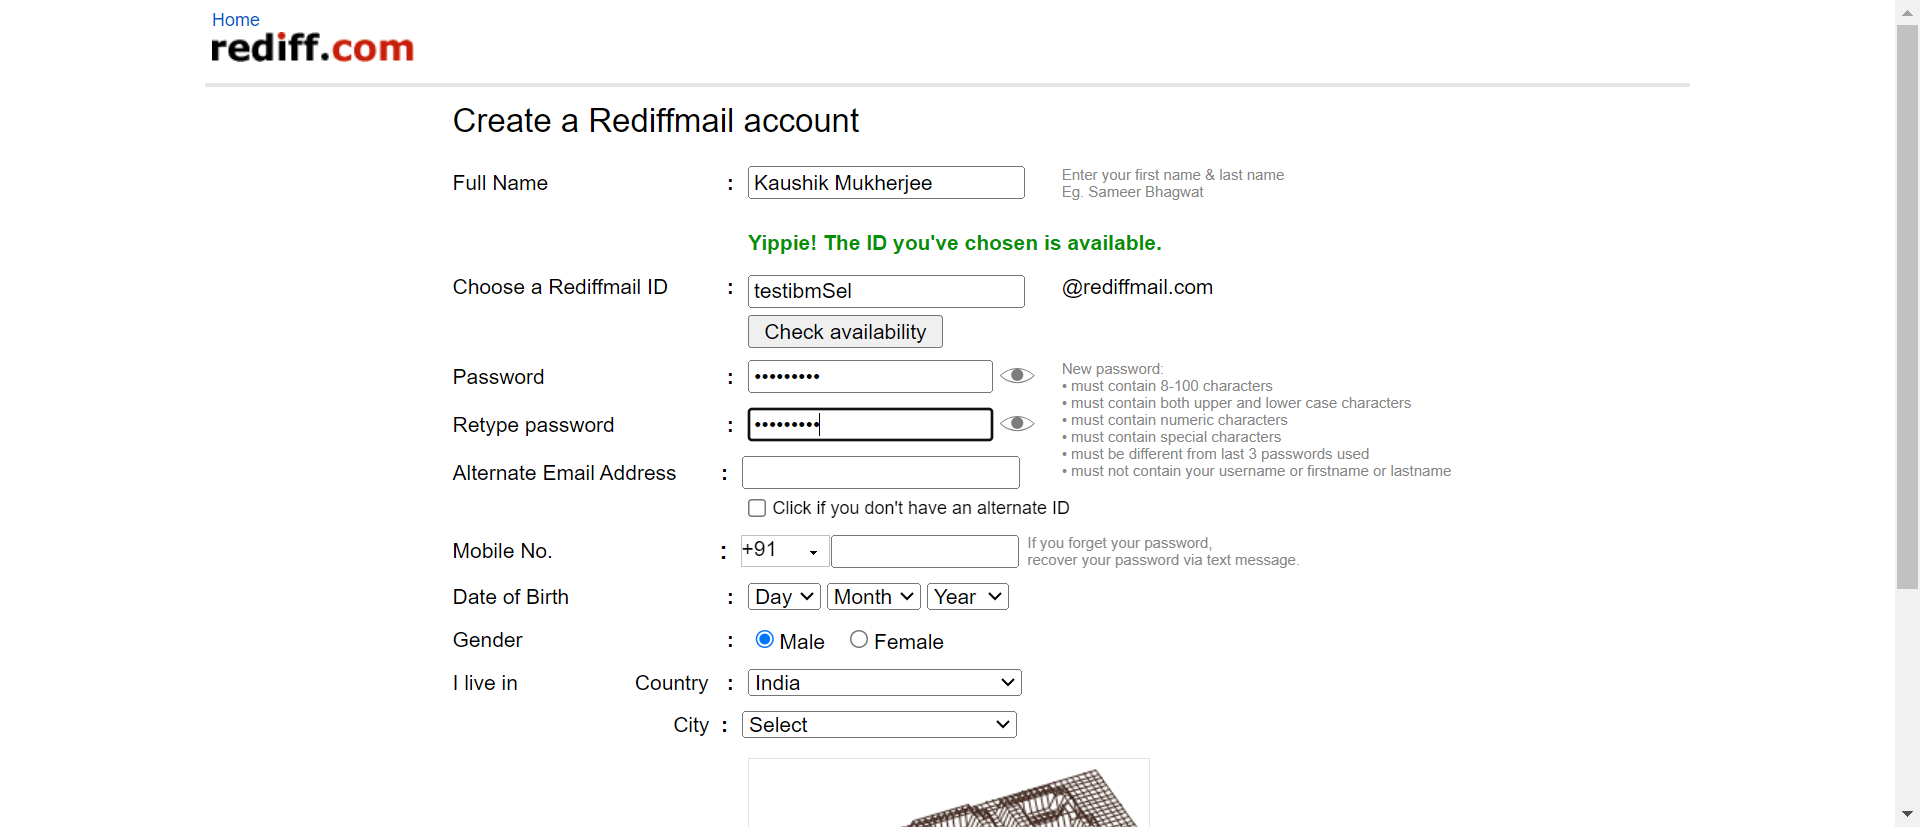 Home
rediff.com
Create a Rediffmail account
Full Name : Kaushik Mukherjee
Enter your first name & last name
Eg. Sameer Bhagwat
Yippie! The ID you've chosen is available.
Choose a Rediffmail ID : testibmSel @rediffmail.com
Check availability
Password : •••••••••
Retype password : •••••••••
New password:
• must contain 8-100 characters
• must contain both upper and lower case characters
• must contain numeric characters
• must contain special characters
• must be different from last 3 passwords used
• must not contain your username or firstname or lastname
Alternate Email Address :
Click if you don't have an alternate ID
Mobile No. : +91
If you forget your password,
recover your password via text message.
Date of Birth : Day Month Year
Gender : Male Female
I live in Country : India
City : Select